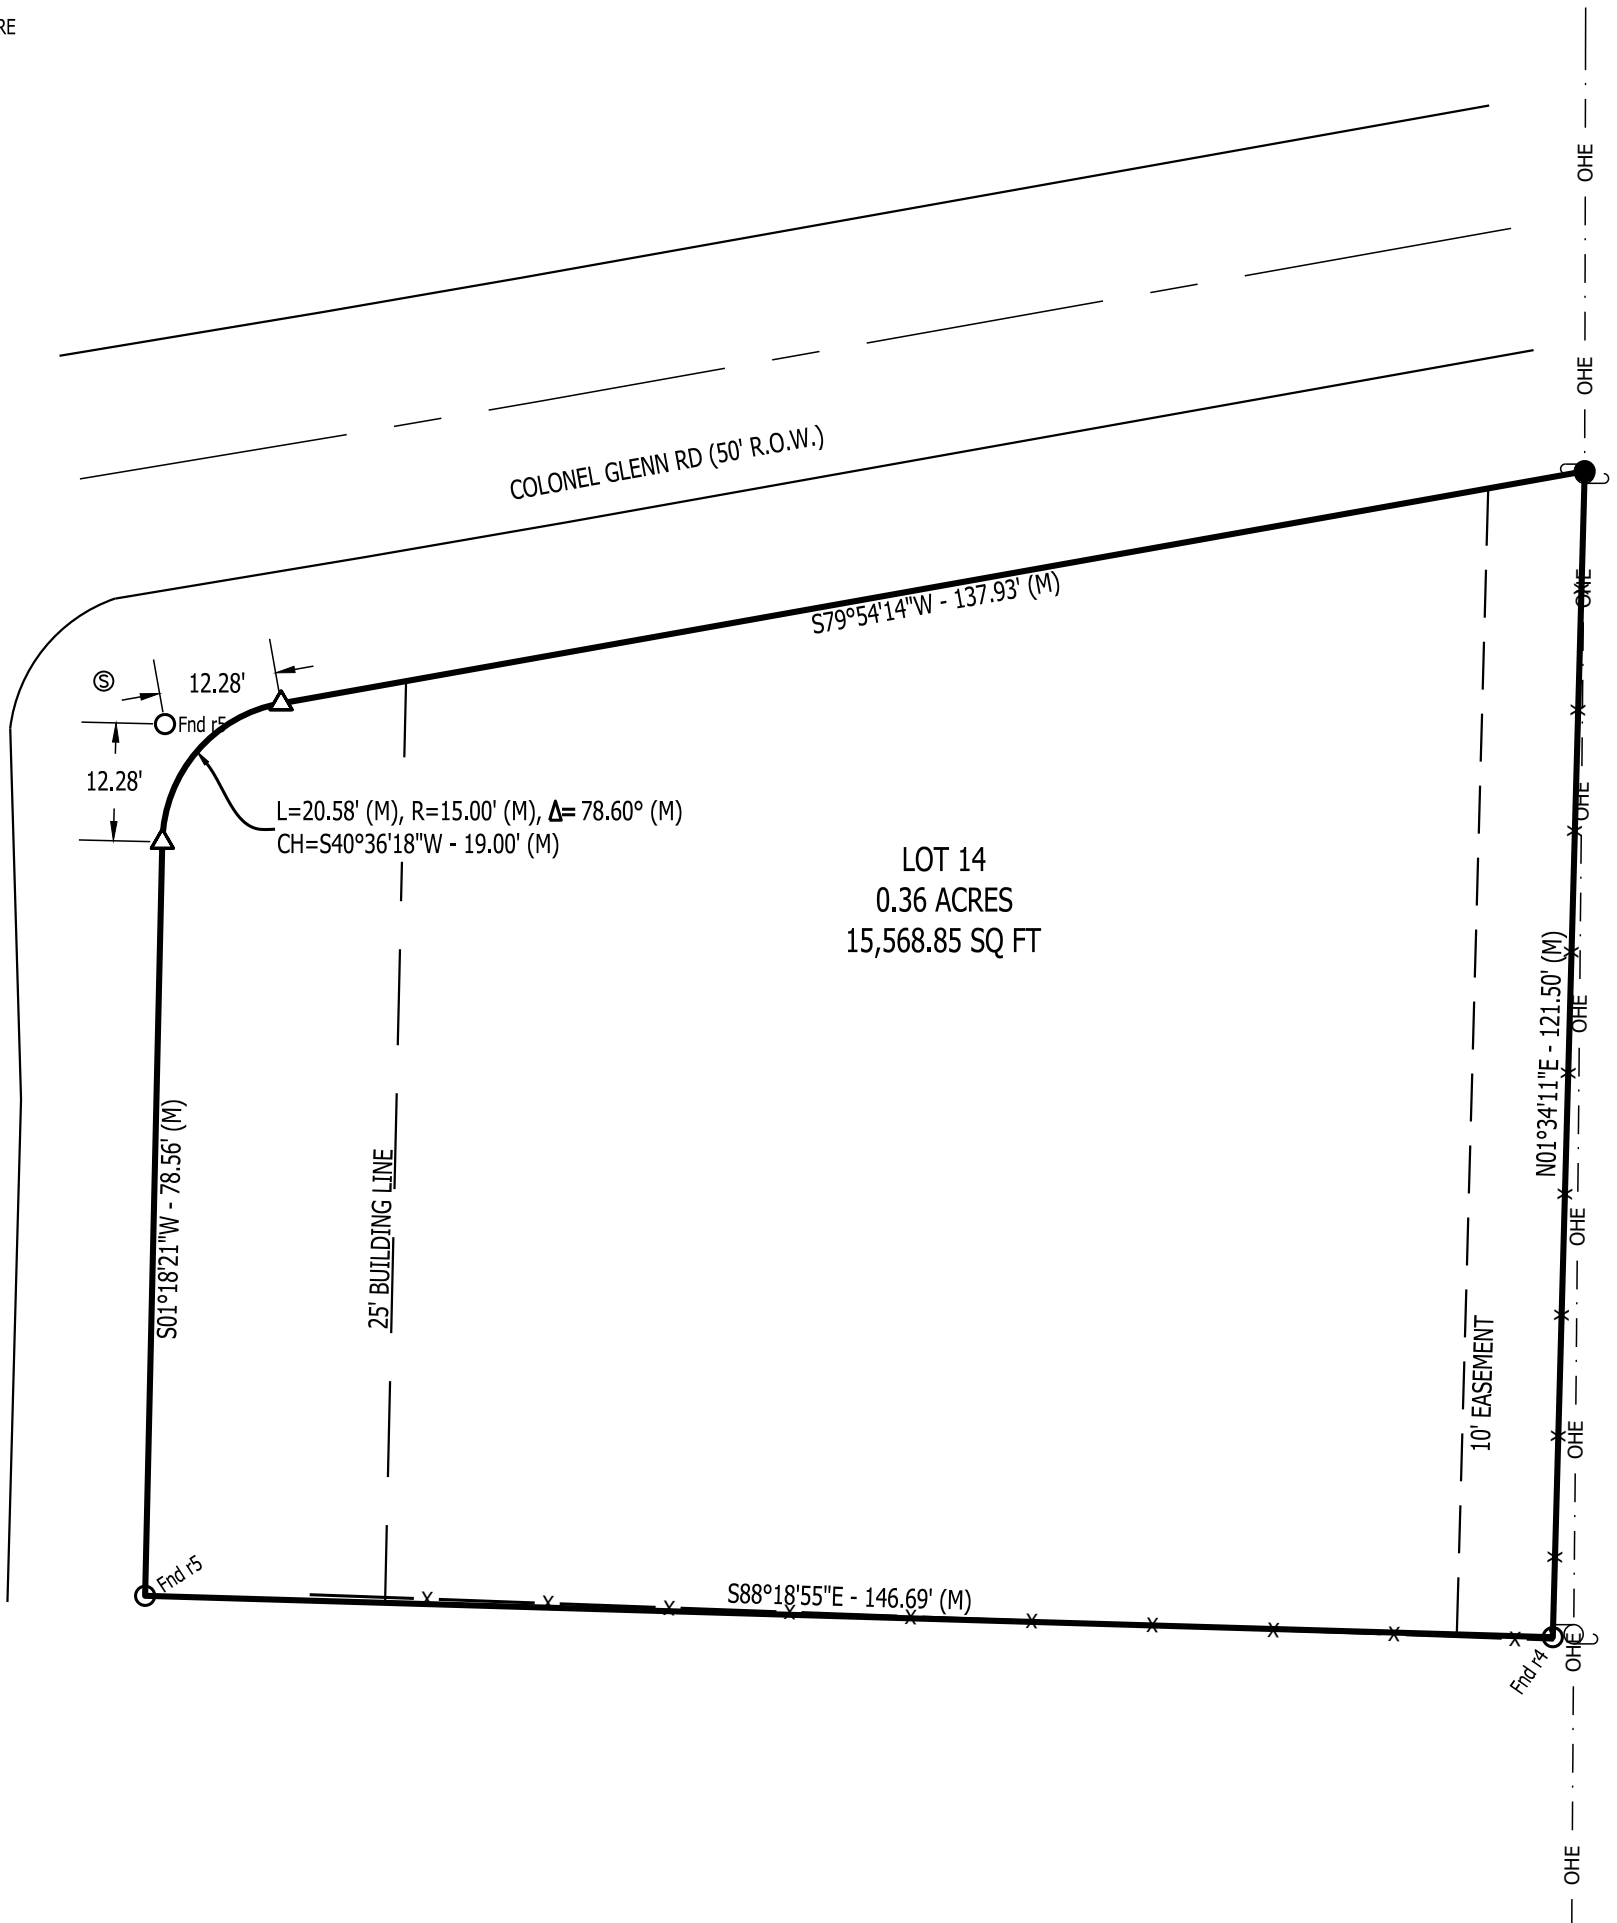 RE
OHE
OHE
COLONEL GLENN RD (50' R.O.W.)
S79°54'14"W - 137.93' (M)
OHE
Ⓢ
12.28'
Fnd r5
12.28'
L=20.58' (M), R=15.00' (M), Δ= 78.60° (M)
CH=S40°36'18"W - 19.00' (M)
OHE
LOT 14
0.36 ACRES
15,568.85 SQ FT
N01°34'11"E - 121.50' (M)
OHE
S01°18'21"W - 78.56' (M)
25' BUILDING LINE
OHE
10' EASEMENT
OHE
Fnd r5
S88°18'55"E - 146.69' (M)
Fnd r4
OHE
OHE